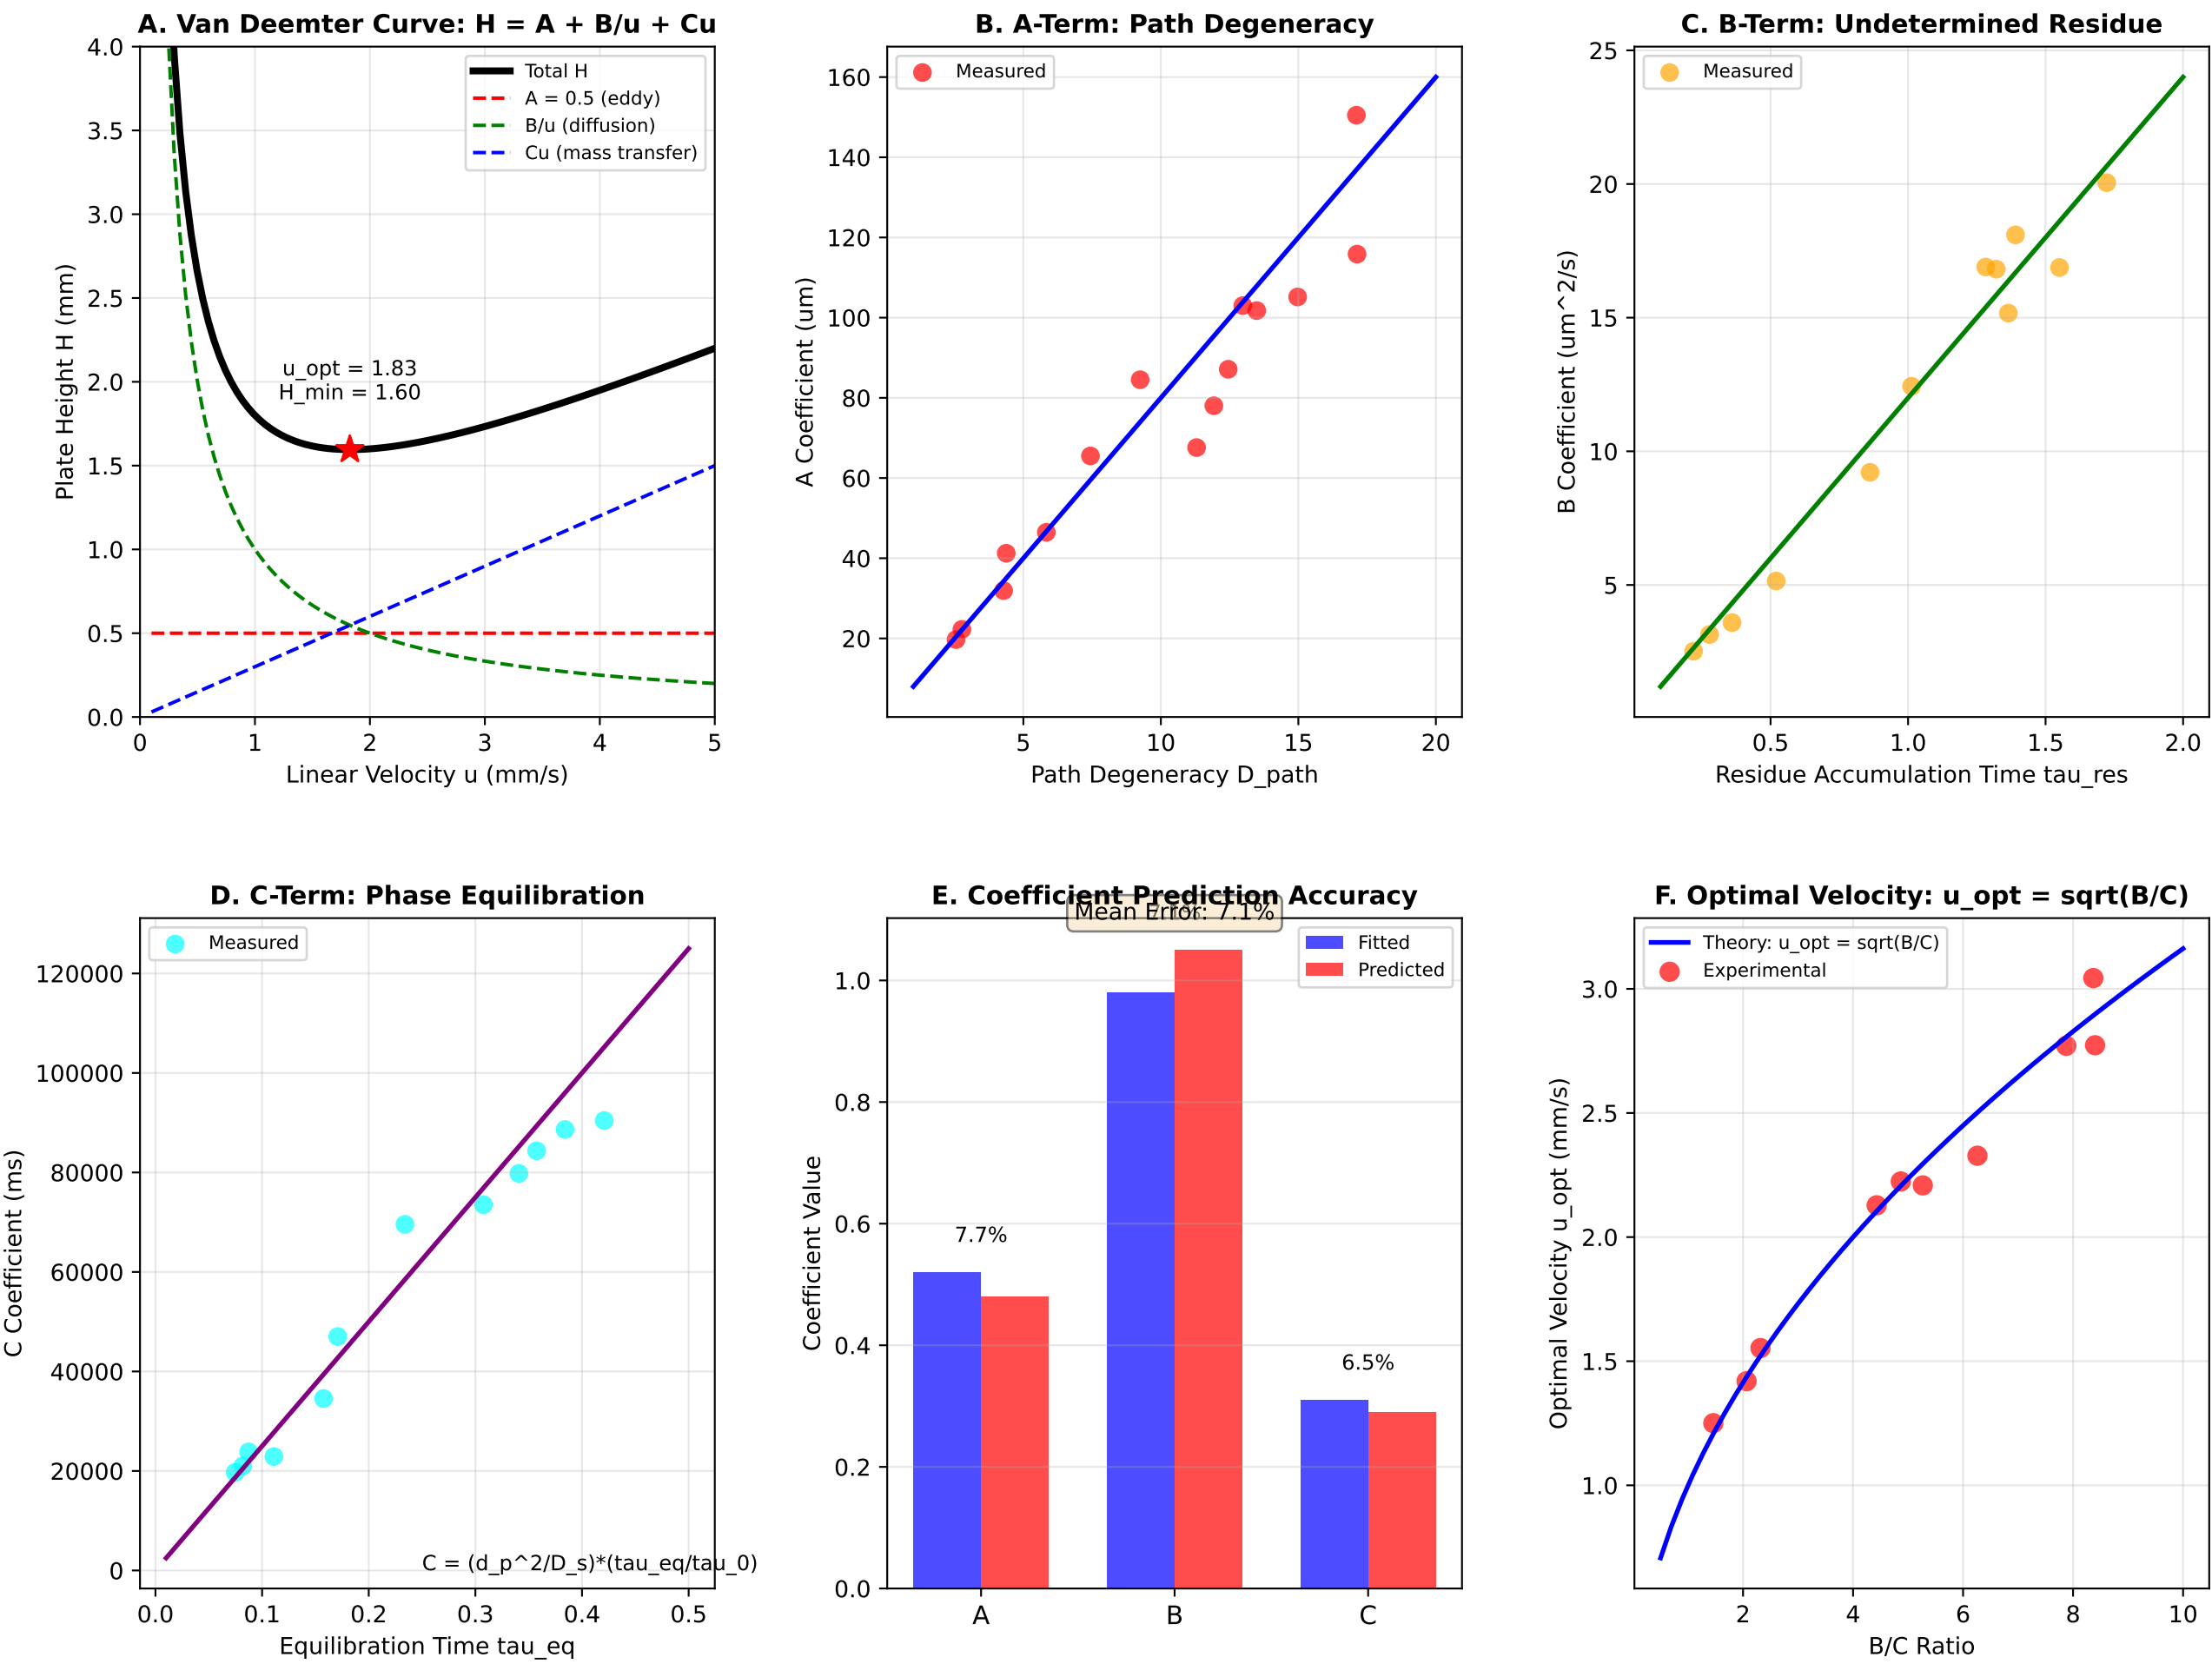 A. Van Deemter Curve: H = A + B/u + Cu
4.0
3.5
3.0
2.5
2.0
1.5
1.0
0.5
0.0
Plate Height H (mm)
Total H
A = 0.5 (eddy)
B/u (diffusion)
Cu (mass transfer)
u_opt = 1.83
H_min = 1.60
0 1 2 3 4 5
Linear Velocity u (mm/s)
B. A-Term: Path Degeneracy
Measured
160
140
120
100
80
60
40
20
A Coefficient (um)
5 10 15 20
Path Degeneracy D_path
C. B-Term: Undetermined Residue
Measured
25
20
15
10
5
B Coefficient (um^2/s)
0.5 1.0 1.5 2.0
Residue Accumulation Time tau_res
D. C-Term: Phase Equilibration
Measured
120000
100000
80000
60000
40000
20000
0
C Coefficient (ms)
C = (d_p^2/D_s)*(tau_eq/tau_0)
0.0 0.1 0.2 0.3 0.4 0.5
Equilibration Time tau_eq
E. Coefficient Prediction Accuracy
Mean Error: 7.1%
Fitted
Predicted
1.0
0.8
0.6
0.4
0.2
0.0
Coefficient Value
7.7%
6.5%
A B C
F. Optimal Velocity: u_opt = sqrt(B/C)
Theory: u_opt = sqrt(B/C)
Experimental
3.0
2.5
2.0
1.5
1.0
Optimal Velocity u_opt (mm/s)
2 4 6 8 10
B/C Ratio